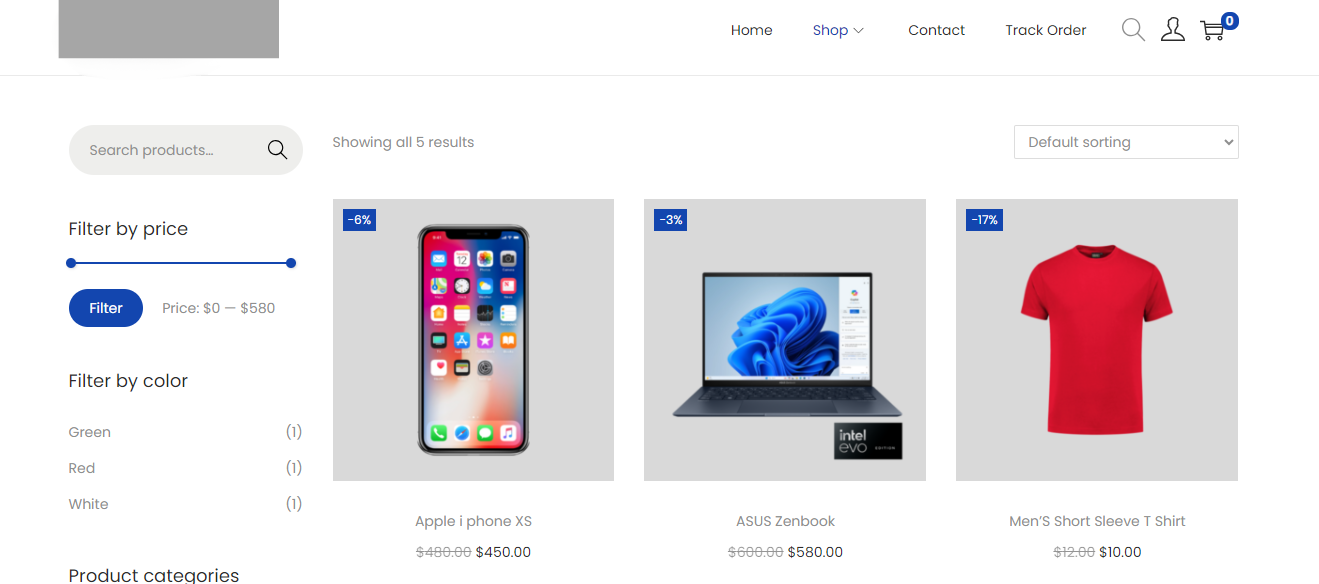 Home Shop Contact Track Order 0
Search products...
Showing all 5 results
Default sorting
Filter by price
Filter
Price: $0 — $580
Filter by color
Green (1)
Red (1)
White (1)
Product categories
-6%
12
Apple i phone XS
$480.00 $450.00
-3%
intel
evo EDITION
ASUS Zenbook
$600.00 $580.00
-17%
Men'S Short Sleeve T Shirt
$12.00 $10.00